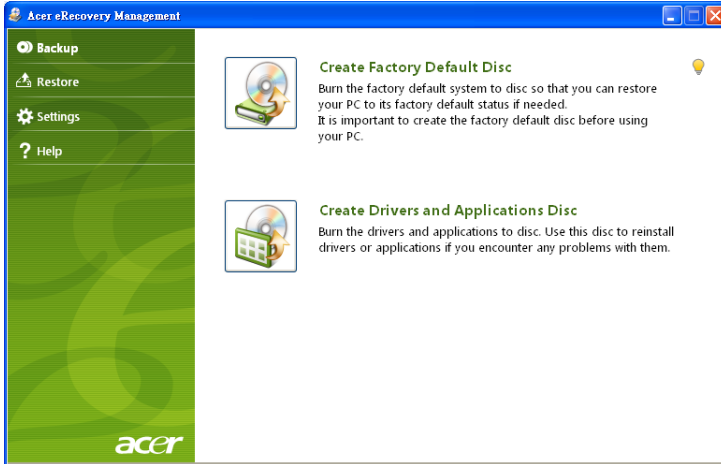 Acer eRecovery Management
Backup
Restore
Settings
Help
Create Factory Default Disc
Burn the factory default system to disc so that you can restore
your PC to its factory default status if needed.
It is important to create the factory default disc before using
your PC.
Create Drivers and Applications Disc
Burn the drivers and applications to disc. Use this disc to reinstall
drivers or applications if you encounter any problems with them.
acer